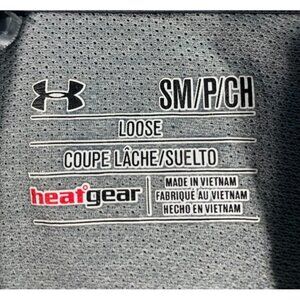 SM/P/CH
LOOSE
COUPE LÂCHE/SUELTO
heatgear
MADE IN VIETNAM
FABRIQUÉ AU VIETNAM
HECHO EN VIETNAM